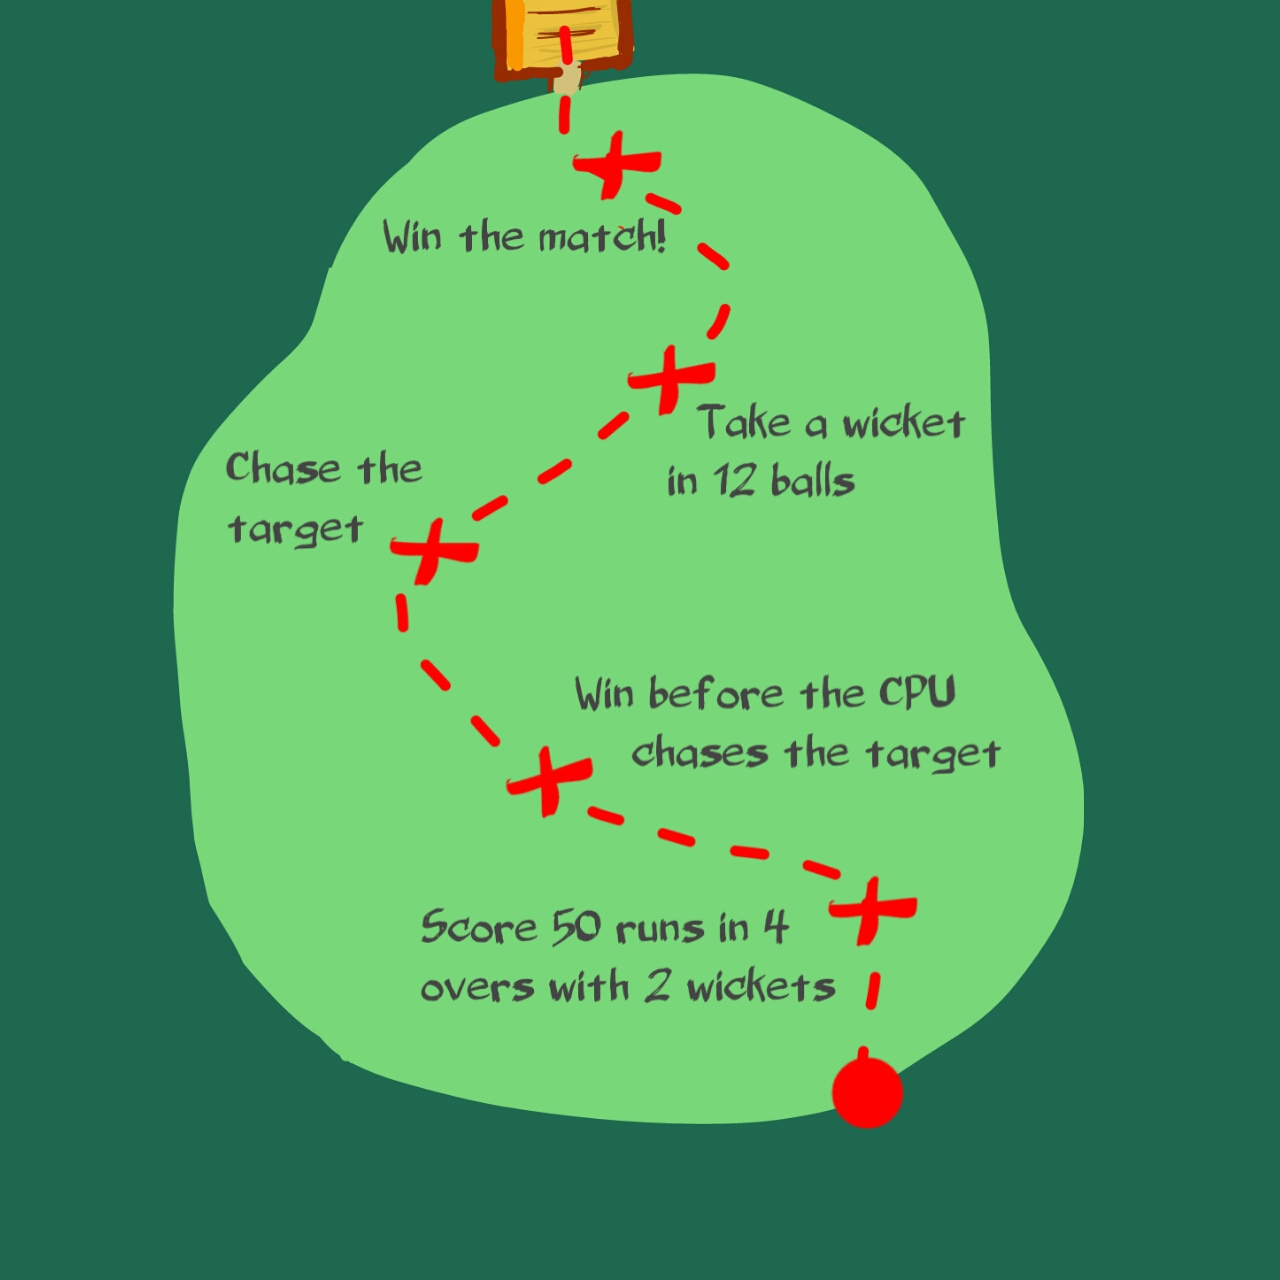 Win the match!
Take a wicket
in 12 balls
Chase the
target
Win before the CPU
chases the target
Score 50 runs in 4
overs with 2 wickets